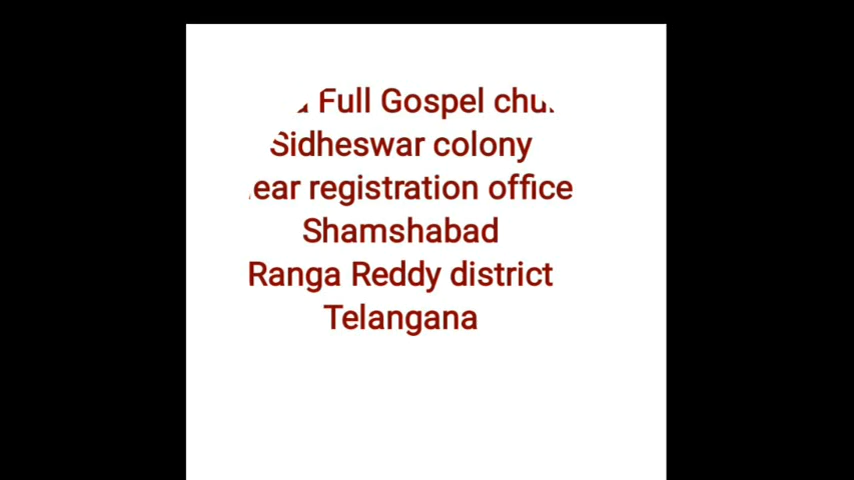 Full Gospel
Sidheswar colony
registration office
Shamshabad
Ranga Reddy district
Telangana